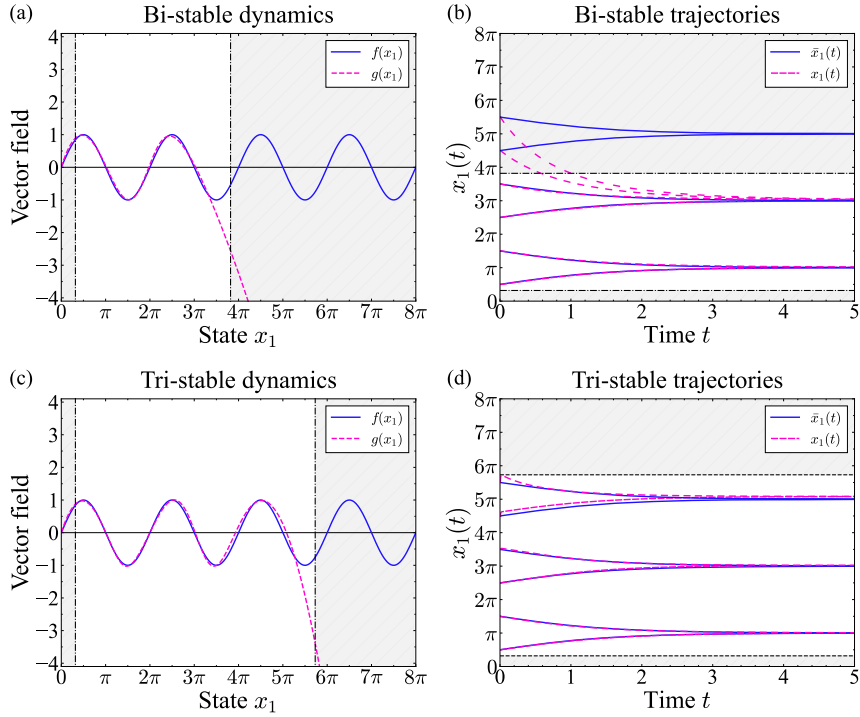 (a)
Bi-stable dynamics
4
3
2
1
0
−1
−2
−3
−4
Vector field
f(x₁)
g(x₁)
0
π
2π
3π
4π
5π
6π
7π
8π
State x₁
(b)
Bi-stable trajectories
8π
7π
6π
5π
4π
3π
2π
π
0
x₁(t)
x̄₁(t)
x₁(t)
0
1
2
3
4
5
Time t
(c)
Tri-stable dynamics
4
3
2
1
0
−1
−2
−3
−4
Vector field
f(x₁)
g(x₁)
0
π
2π
3π
4π
5π
6π
7π
8π
State x₁
(d)
Tri-stable trajectories
8π
7π
6π
5π
4π
3π
2π
π
0
x₁(t)
x̄₁(t)
x₁(t)
0
1
2
3
4
5
Time t